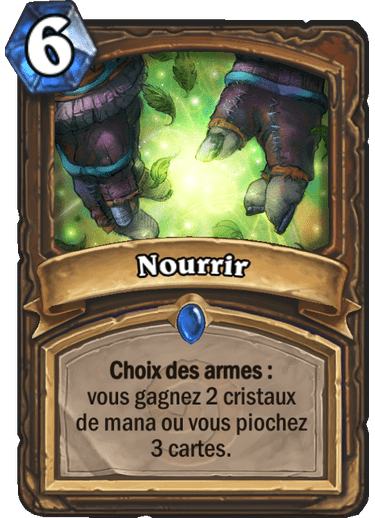 6
Nourrir
Choix des armes :
vous gagnez 2 cristaux
de mana ou vous piochez
3 cartes.